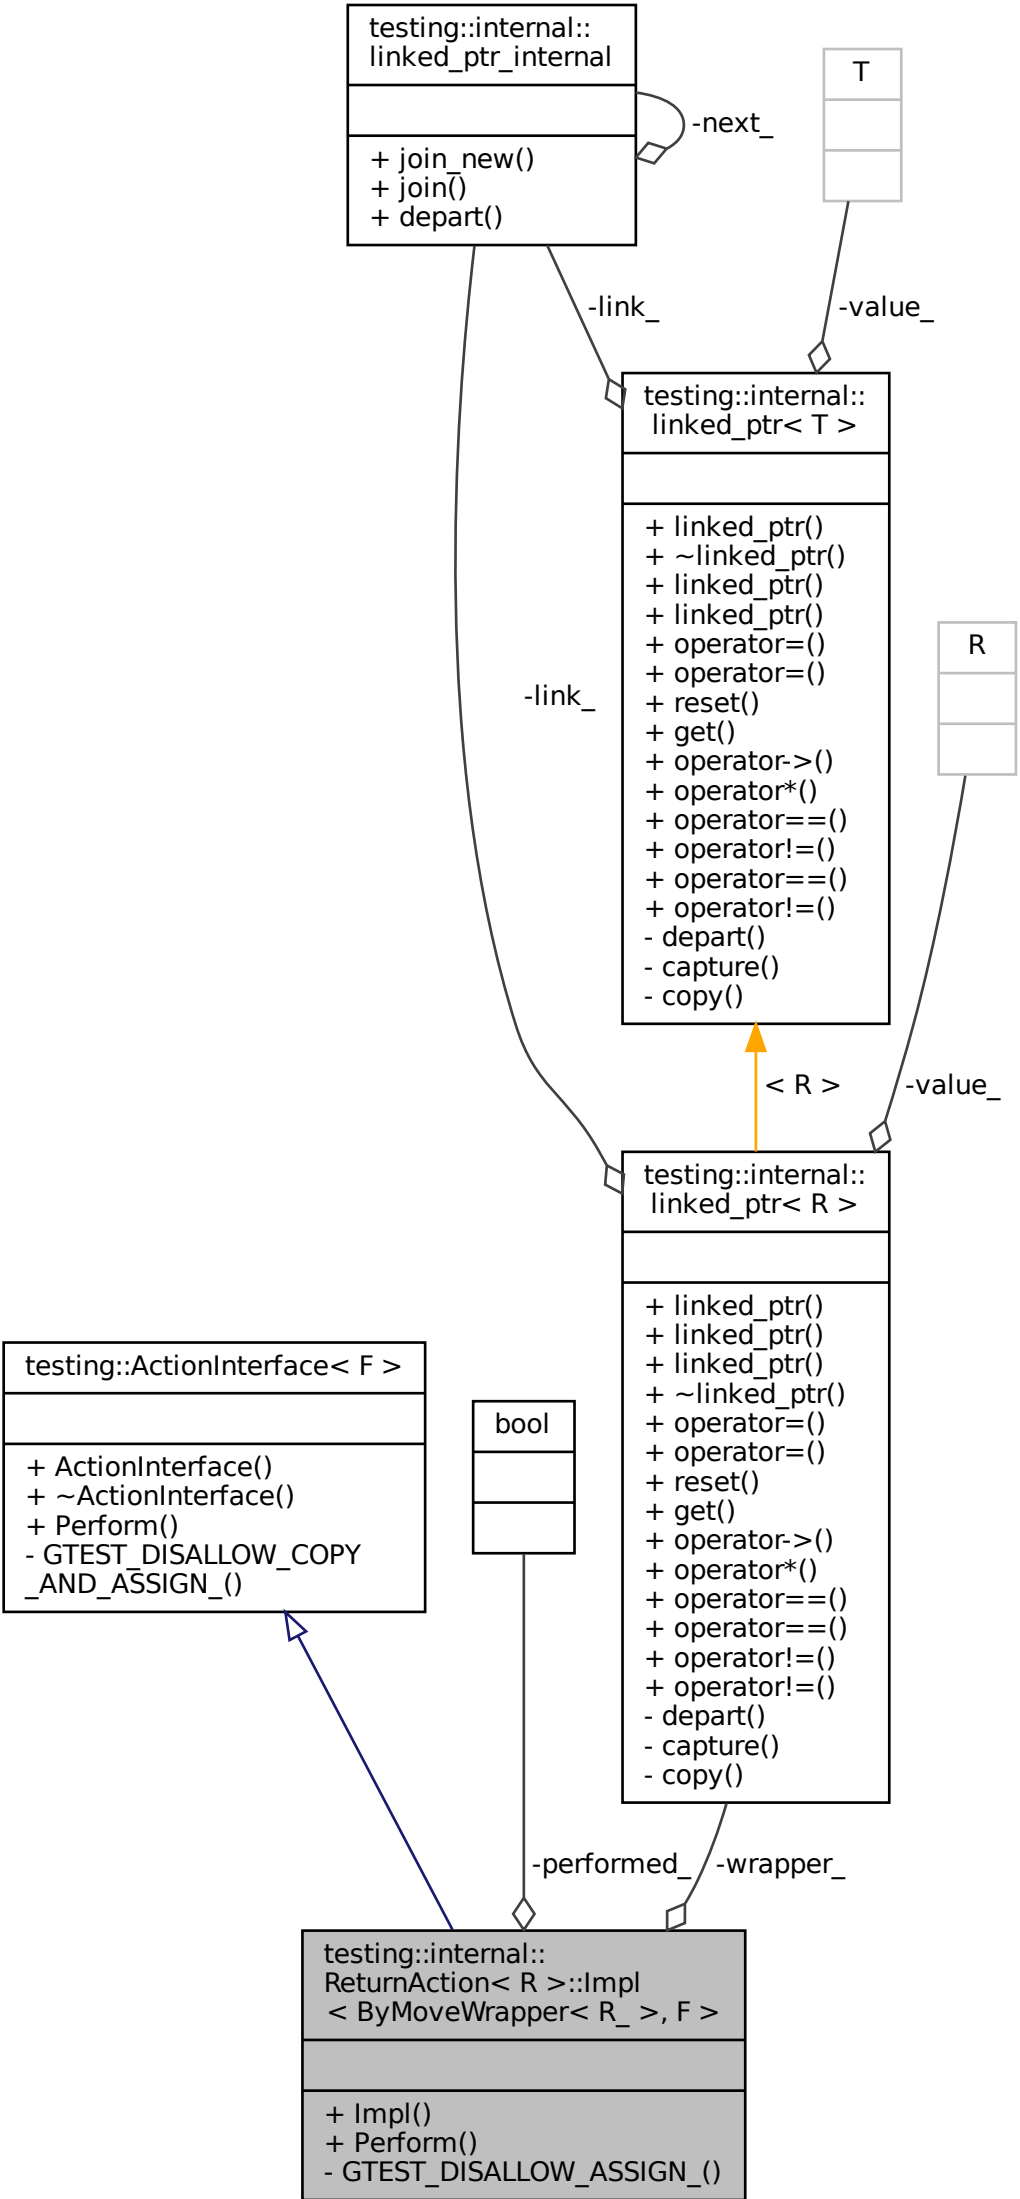 testing::internal::
linked_ptr_internal
+ join_new()
+ join()
+ depart()
-next_
T
-link_
-value_
testing::internal::
linked_ptr< T >
+ linked_ptr()
+ ~linked_ptr()
+ linked_ptr()
+ linked_ptr()
+ operator=()
+ operator=()
+ reset()
+ get()
+ operator->()
+ operator*()
+ operator==()
+ operator!=()
+ operator==()
+ operator!=()
- depart()
- capture()
- copy()
-link_
R
< R >
-value_
testing::internal::
linked_ptr< R >
+ linked_ptr()
+ linked_ptr()
+ linked_ptr()
+ ~linked_ptr()
+ operator=()
+ operator=()
+ reset()
+ get()
+ operator->()
+ operator*()
+ operator==()
+ operator==()
+ operator!=()
+ operator!=()
- depart()
- capture()
- copy()
testing::ActionInterface< F >
+ ActionInterface()
+ ~ActionInterface()
+ Perform()
- GTEST_DISALLOW_COPY
_AND_ASSIGN_()
bool
-performed_
-wrapper_
testing::internal::
ReturnAction< R >::Impl
< ByMoveWrapper< R_ >, F >
+ Impl()
+ Perform()
- GTEST_DISALLOW_ASSIGN_()